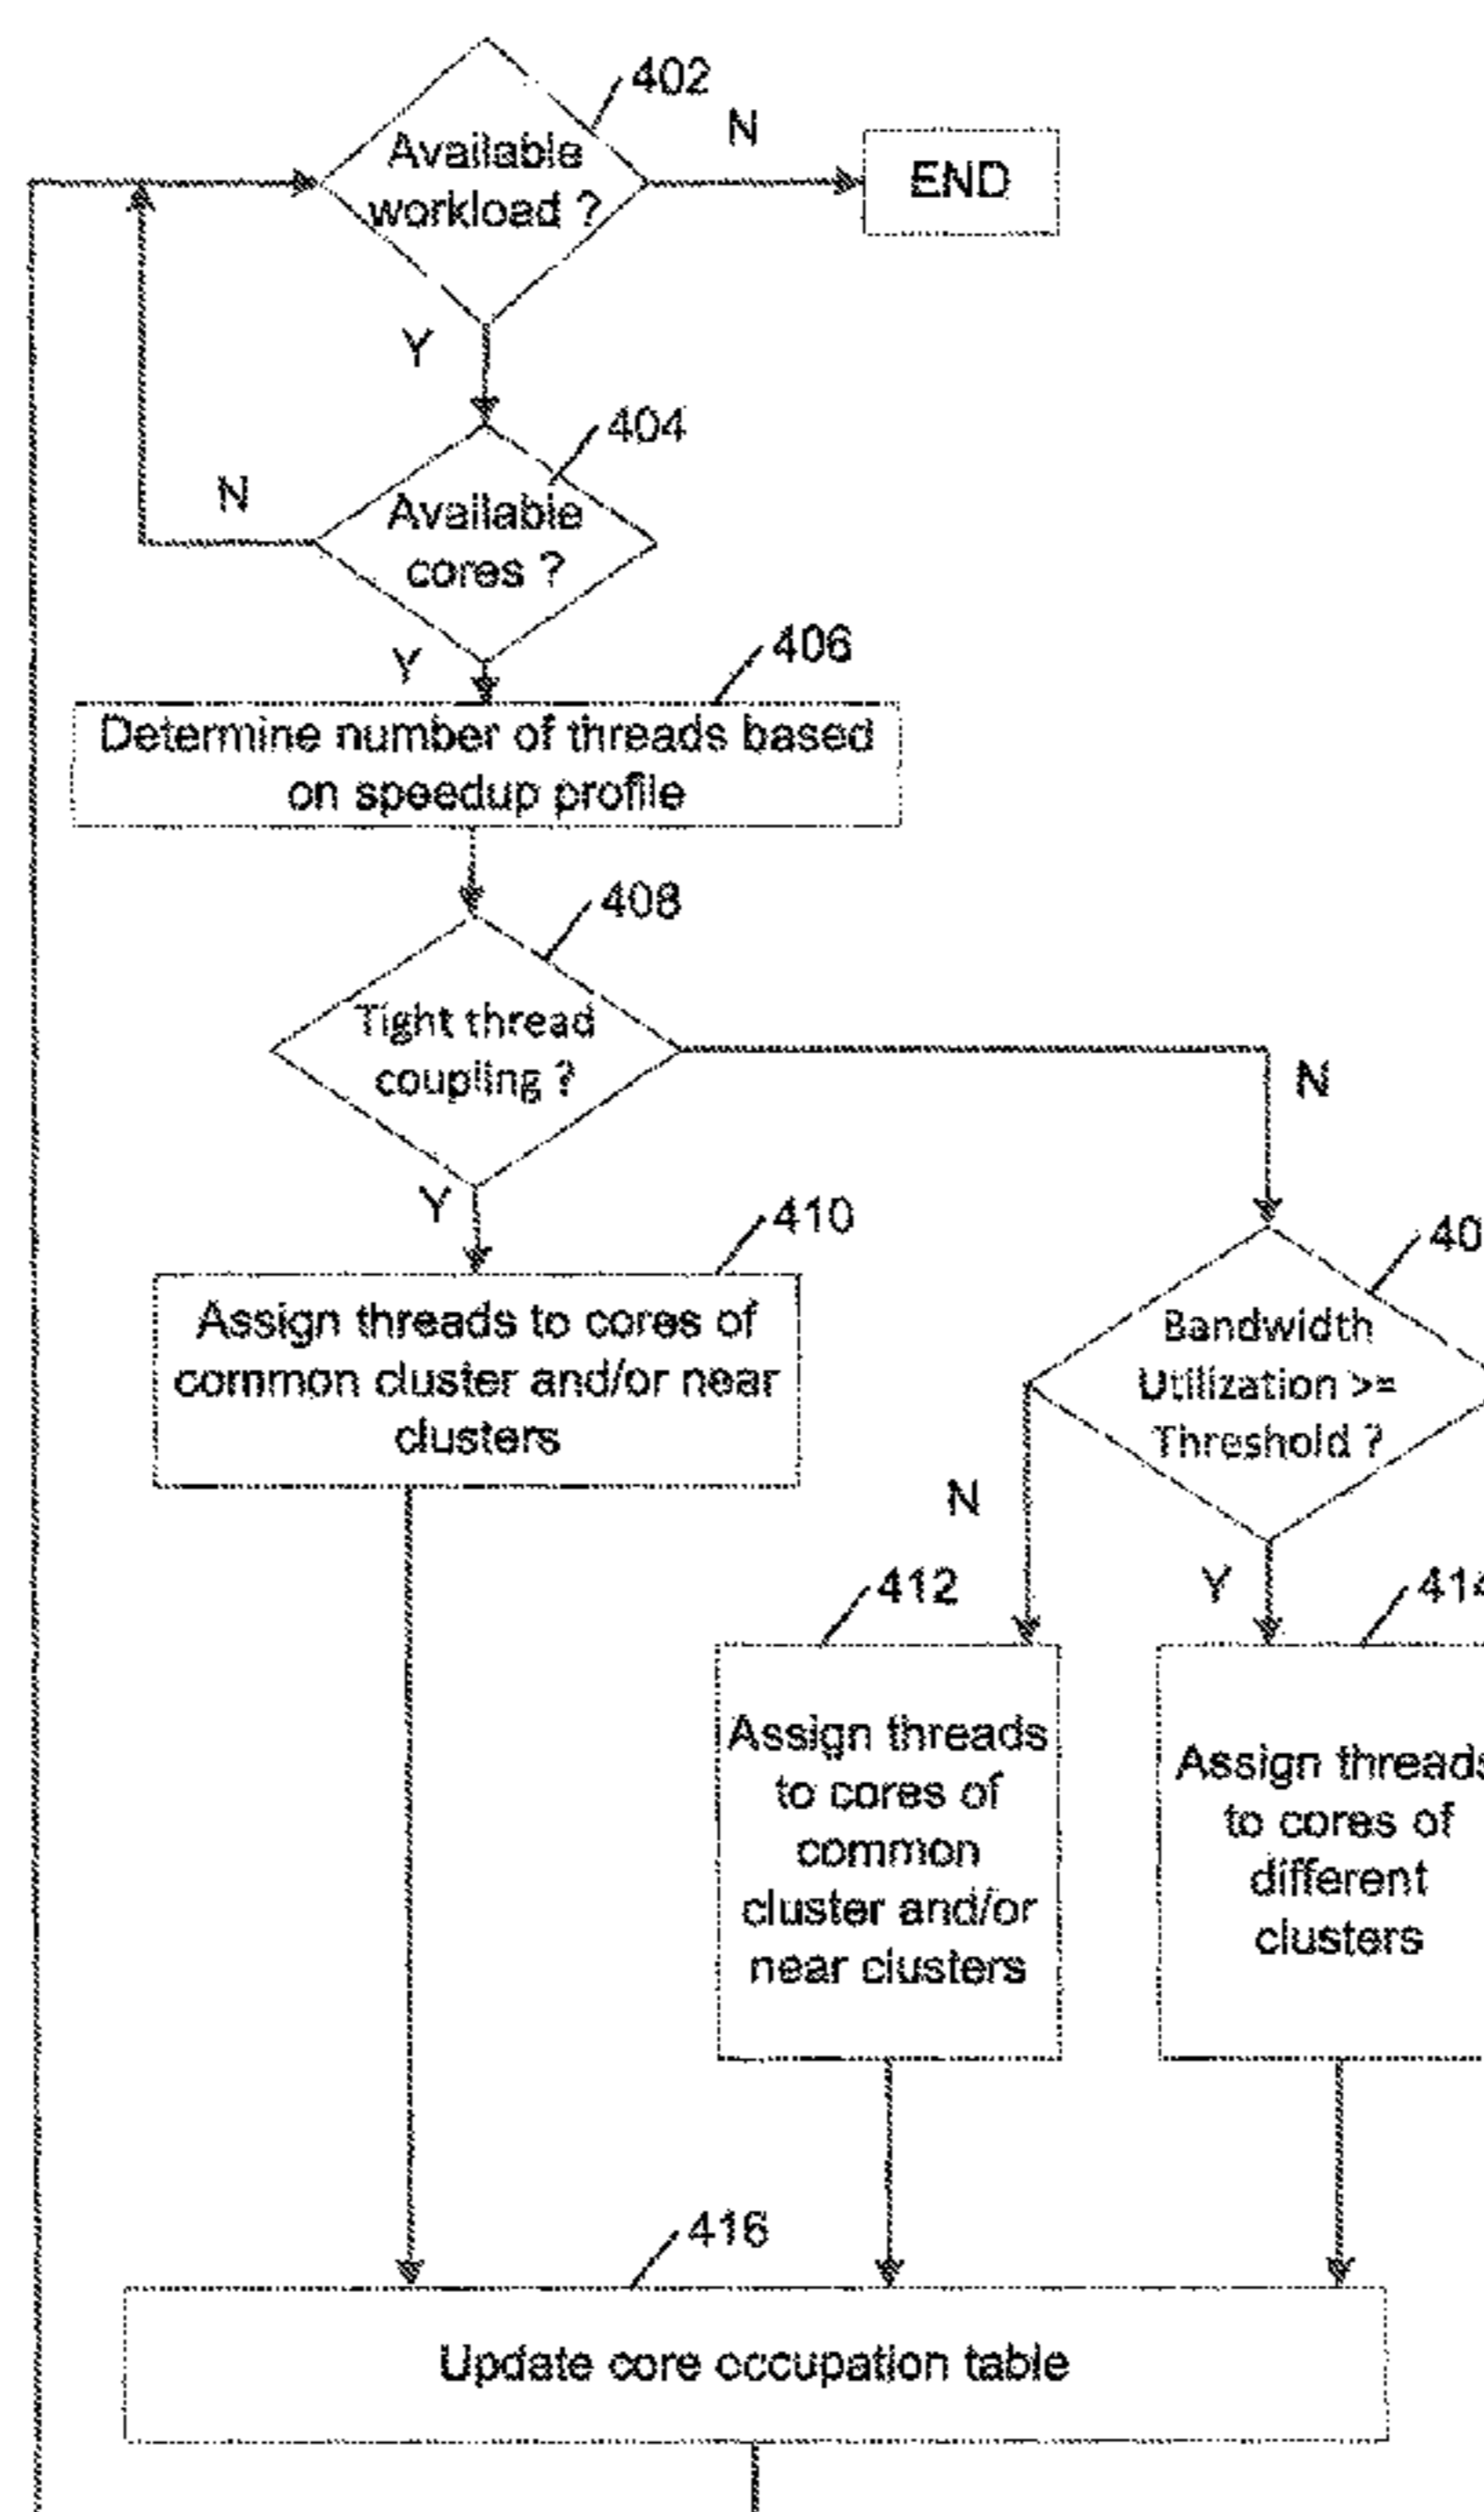 402
N
Available
workload ?
END
Y
404
N
Available
cores ?
Y
406
Determine number of threads based
on speedup profile
408
Tight thread
coupling ?
N
Y
410
Assign threads to cores of
common cluster and/or near
clusters
Bandwidth
Utilization >=
Threshold ?
N
Y
412
Assign threads
to cores of
common
cluster and/or
near clusters
414
Assign threads
to cores of
different
clusters
416
Update core occupation table